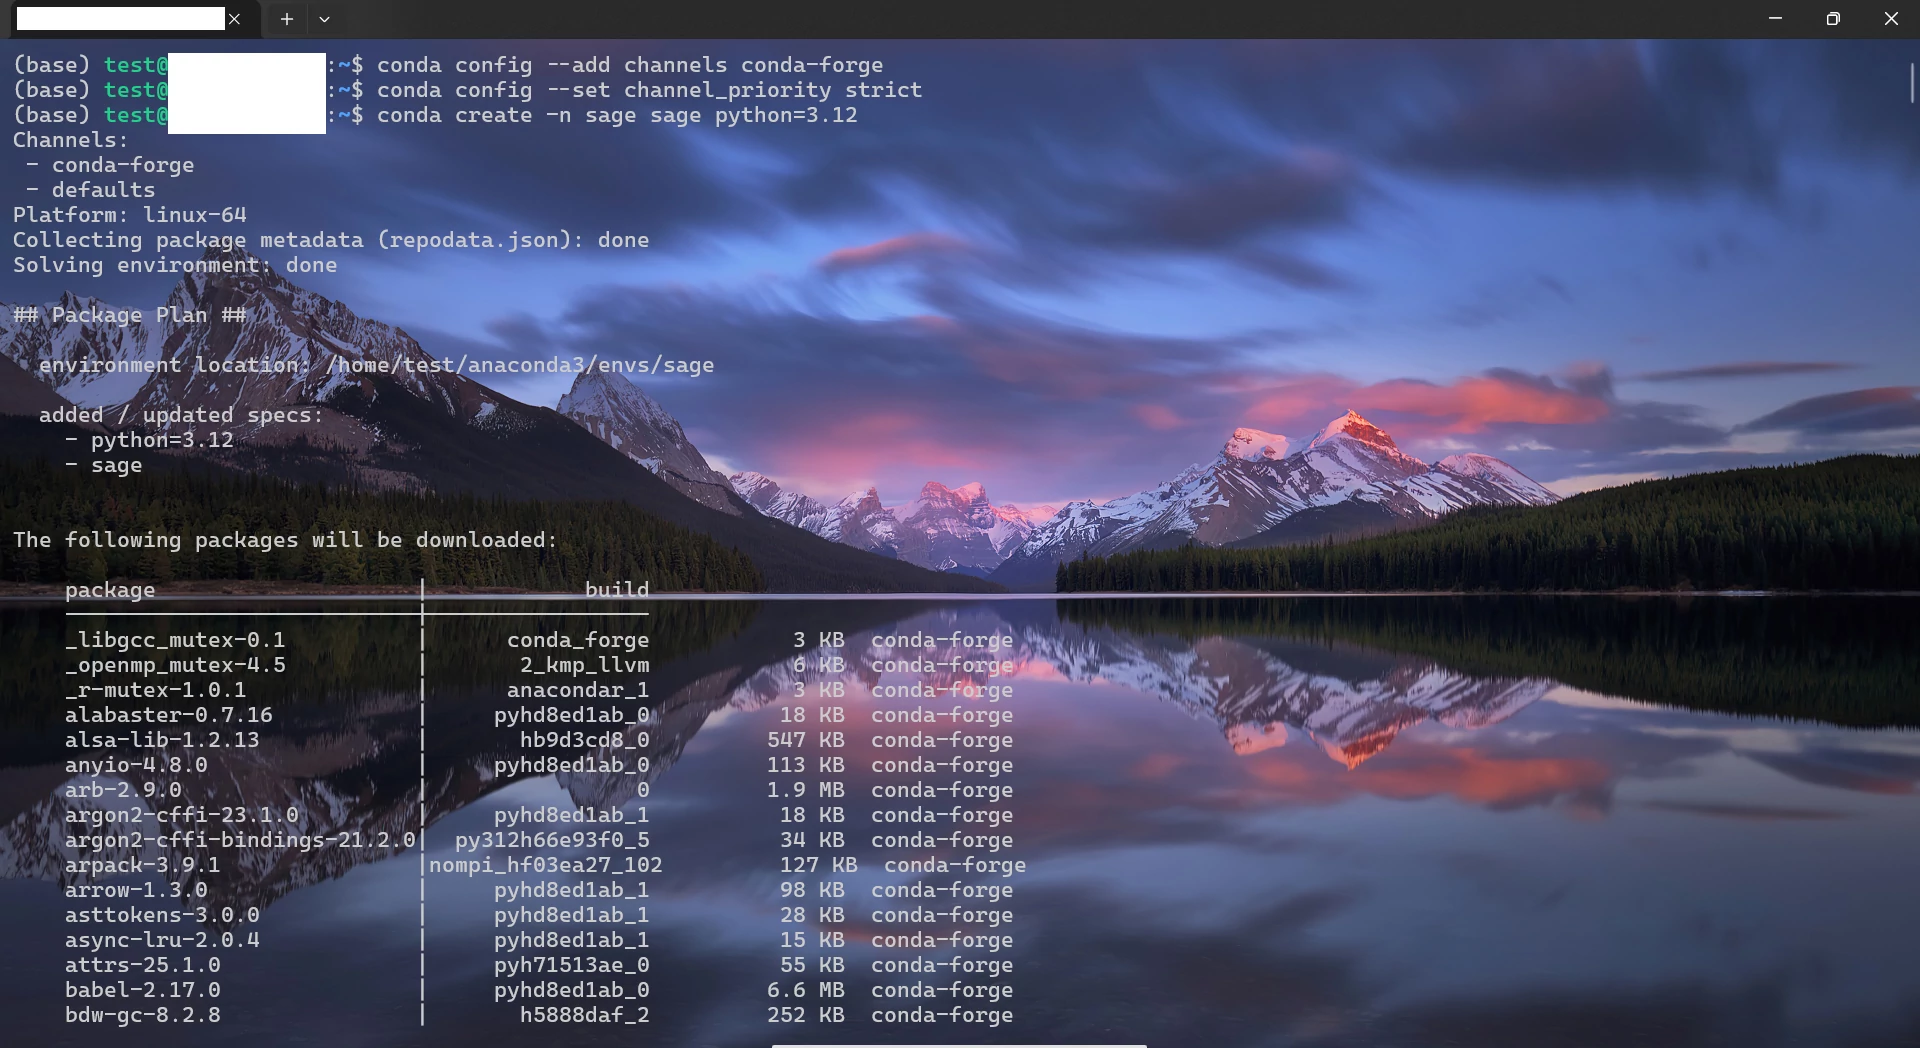 (base) test@:~$ conda config --add channels conda-forge
(base) test@:~$ conda config --set channel_priority strict
(base) test@:~$ conda create -n sage sage python=3.12
Channels:
 - conda-forge
 - defaults
Platform: linux-64
Collecting package metadata (repodata.json): done
Solving environment: done
## Package Plan ##
  environment location: /home/test/anaconda3/envs/sage
  added / updated specs:
    - python=3.12
    - sage
The following packages will be downloaded:
    package                    |            build
    ---------------------------|-----------------
    _libgcc_mutex-0.1          |      conda_forge           3 KB  conda-forge
    _openmp_mutex-4.5          |       2_kmp_llvm           6 KB  conda-forge
    _r-mutex-1.0.1             |      anacondar_1           3 KB  conda-forge
    alabaster-0.7.16           |     pyhd8ed1ab_0          18 KB  conda-forge
    alsa-lib-1.2.13            |       hb9d3cd8_0         547 KB  conda-forge
    anyio-4.8.0                |     pyhd8ed1ab_0         113 KB  conda-forge
    arb-2.9.0                  |                0         1.9 MB  conda-forge
    argon2-cffi-23.1.0         |     pyhd8ed1ab_1          18 KB  conda-forge
    argon2-cffi-bindings-21.2.0|  py312h66e93f0_5          34 KB  conda-forge
    arpack-3.9.1               |nompi_hf03ea27_102         127 KB  conda-forge
    arrow-1.3.0                |     pyhd8ed1ab_1          98 KB  conda-forge
    asttokens-3.0.0            |     pyhd8ed1ab_1          28 KB  conda-forge
    async-lru-2.0.4            |     pyhd8ed1ab_1          15 KB  conda-forge
    attrs-25.1.0               |     pyh71513ae_0          55 KB  conda-forge
    babel-2.17.0               |     pyhd8ed1ab_0         6.6 MB  conda-forge
    bdw-gc-8.2.8               |       h5888daf_2         252 KB  conda-forge